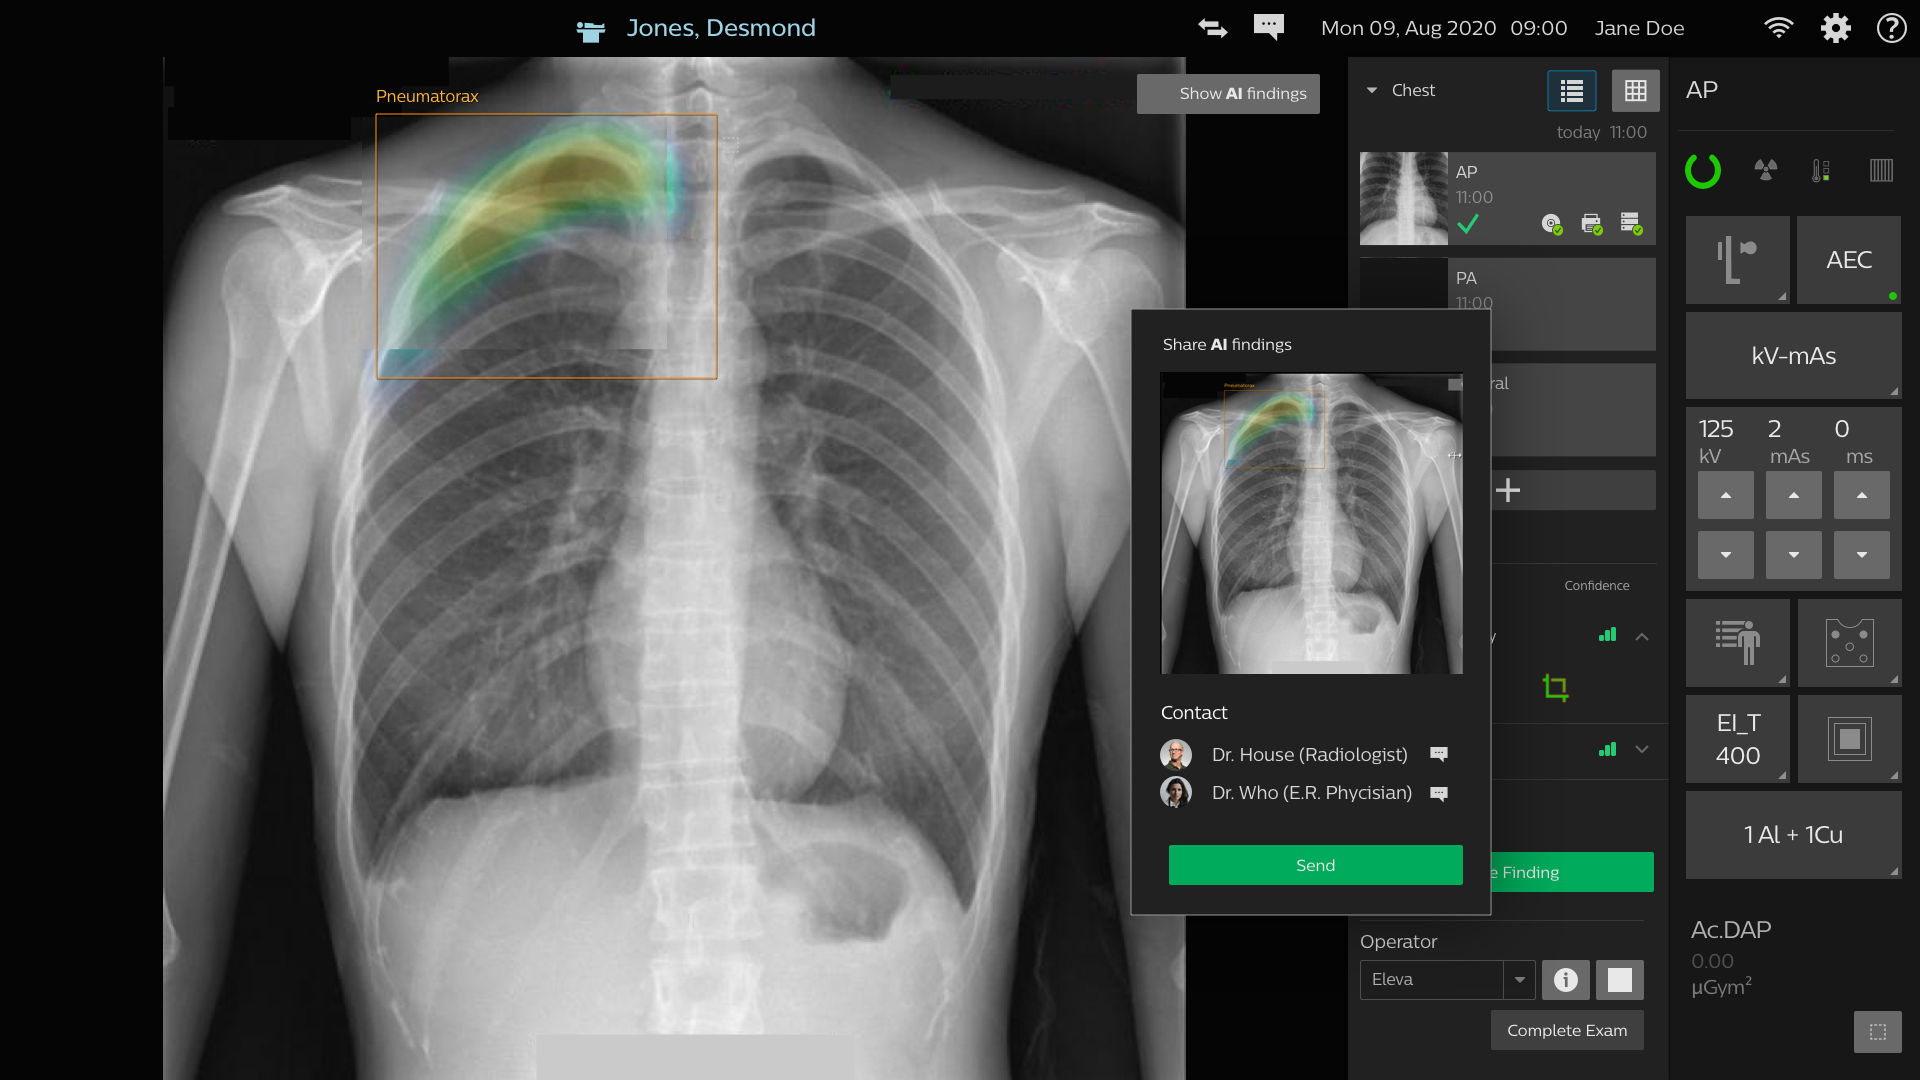 Jones, Desmond
Mon 09, Aug 2020 09:00 Jane Doe
Pneumatorax
Show AI findings
Chest
today 11:00
AP
11:00
PA
11:00
ral
Confidence
y
e Finding
Operator
Eleva
Complete Exam
Share AI findings
Pneumatorax
Contact
Dr. House (Radiologist)
Dr. Who (E.R. Phycisian)
Send
AP
AEC
kV-mAs
125 2 0
kV mAs ms
EI_T
400
1 Al + 1Cu
Ac.DAP
0.00
µGym²